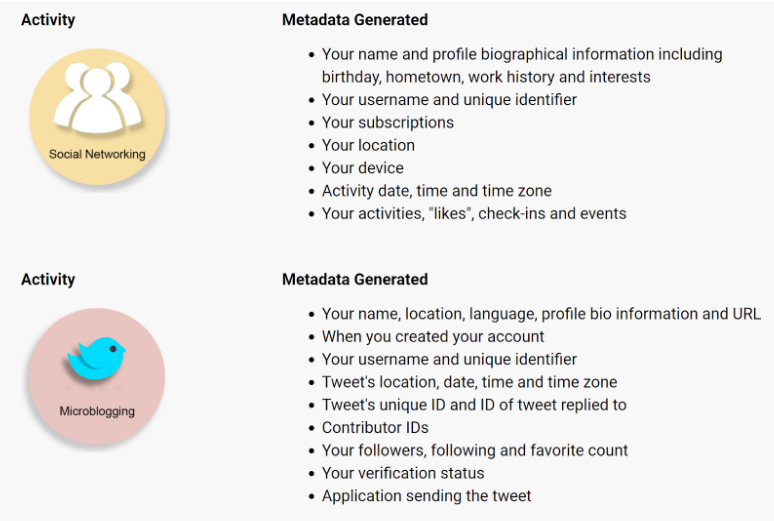 Activity
Metadata Generated
Social Networking
• Your name and profile biographical information including
birthday, hometown, work history and interests
• Your username and unique identifier
• Your subscriptions
• Your location
• Your device
• Activity date, time and time zone
• Your activities, "likes", check-ins and events
Activity
Metadata Generated
Microblogging
• Your name, location, language, profile bio information and URL
• When you created your account
• Your username and unique identifier
• Tweet's location, date, time and time zone
• Tweet's unique ID and ID of tweet replied to
• Contributor IDs
• Your followers, following and favorite count
• Your verification status
• Application sending the tweet